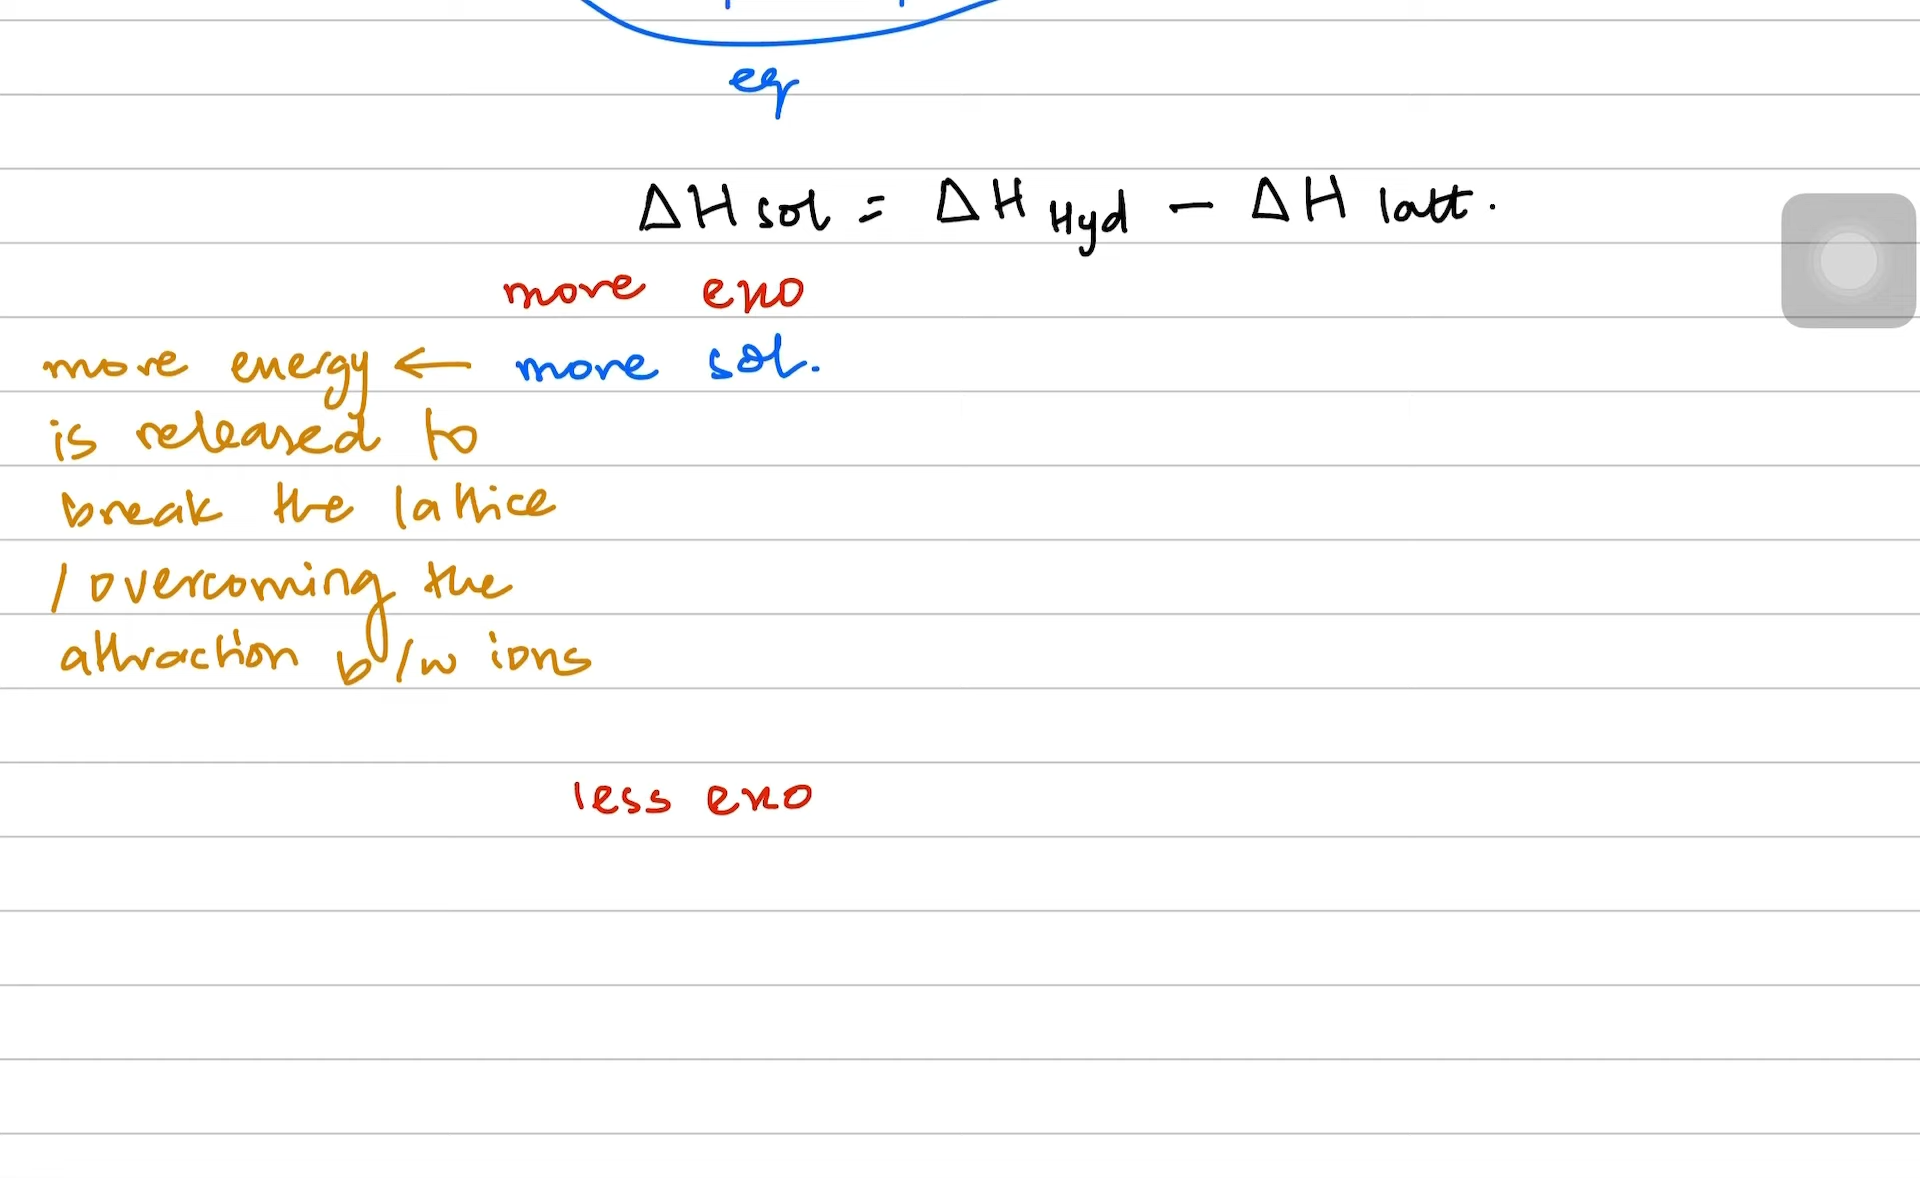 eq
ΔH sol = ΔH Hyd − ΔH latt.
more exo
more energy ← more sol.
is released to
break the lattice
/ overcoming the
attraction b/w ions
less exo